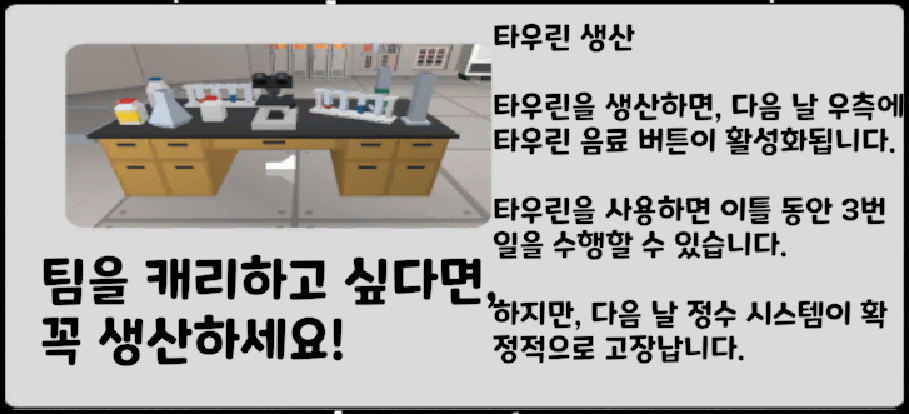 타우린 생산
타우린을 생산하면, 다음 날 우측에
타우린 음료 버튼이 활성화됩니다.
타우린을 사용하면 이틀 동안 3번
일을 수행할 수 있습니다.
하지만, 다음 날 정수 시스템이 확
정적으로 고장납니다.
팀을 캐리하고 싶다면,
꼭 생산하세요!